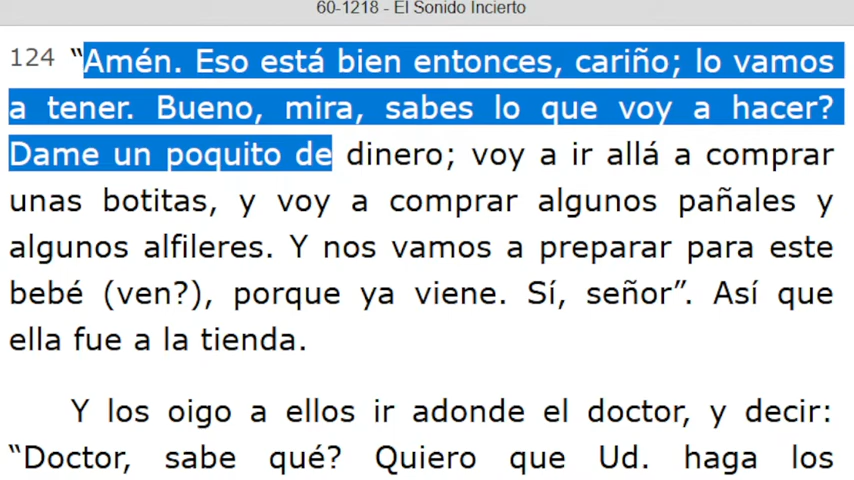 60-1218 - El Sonido Incierto
124 “Amén. Eso está bien entonces, cariño; lo vamos
a tener. Bueno, mira, sabes lo que voy a hacer?
Dame un poquito de dinero; voy a ir allá a comprar
unas botitas, y voy a comprar algunos pañales y
algunos alfileres. Y nos vamos a preparar para este
bebé (ven?), porque ya viene. Sí, señor”. Así que
ella fue a la tienda.
Y los oigo a ellos ir adonde el doctor, y decir:
“Doctor, sabe qué? Quiero que Ud. haga los